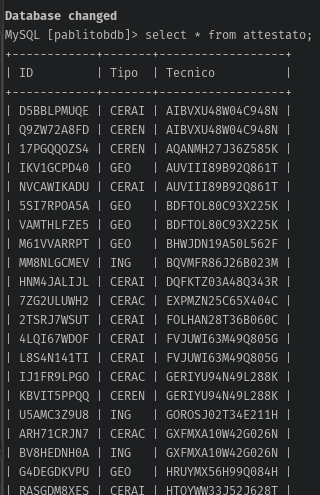 Database changed
MySQL [pablitobdb]> select * from attestato;
+------------+-------+------------------+
| ID         | Tipo  | Tecnico          |
+------------+-------+------------------+
| D5BBLPMUQE | CERAI | AIBVXU48W04C948N |
| Q9ZW72A8FD | CEREN | AIBVXU48W04C948N |
| 17PGQQOZS4 | CEREN | AQANMH27J36Z585K |
| IKV1GCPD40 | GEO   | AUVIII89B92Q861T |
| NVCAWIKADU | CERAI | AUVIII89B92Q861T |
| 5SI7RPOA5A | GEO   | BDFTOL80C93X225K |
| VAMTHLFZE5 | GEO   | BDFTOL80C93X225K |
| M61VVARRPT | GEO   | BHWJDN19A50L562F |
| MM8NLGCMEV | ING   | BQVMFR86J26B023M |
| HNM4JALIJL | CERAI | DQFKTZ03A48Q343R |
| 7ZG2ULUWH2 | CERAC | EXPMZN25C65X404C |
| 2TSRJ7WSUT | CERAI | FOLHAN28T36B060C |
| 4LQI67WDOF | CERAI | FVJUWI63M49Q805G |
| L8S4N141TI | CERAI | FVJUWI63M49Q805G |
| IJ1FR9LPGO | CERAC | GERIYU94N49L288K |
| KBVIT5PPQQ | CEREN | GERIYU94N49L288K |
| U5AMC3Z9U8 | ING   | GOROSJ02T34E211H |
| ARH71CRJN7 | CERAC | GXFMXA10W42G026N |
| BV8HEDNH0A | ING   | GXFMXA10W42G026N |
| G4DEGDKVPU | GEO   | HRUYMX56H99Q084H |
| RASGDM8XES | CERAI | HTOYWW33J52J628T |